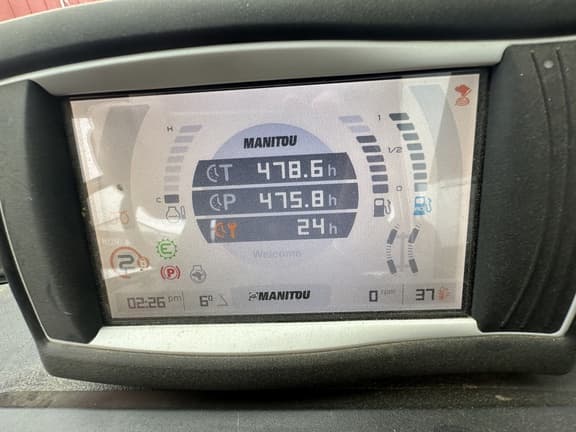 MANITOU
H
1
T 478.6 h
1/2
P 475.8 h
C
0
24 h
Welcome
E
2
P
02:26 pm
6°
MANITOU
0 rpm
37